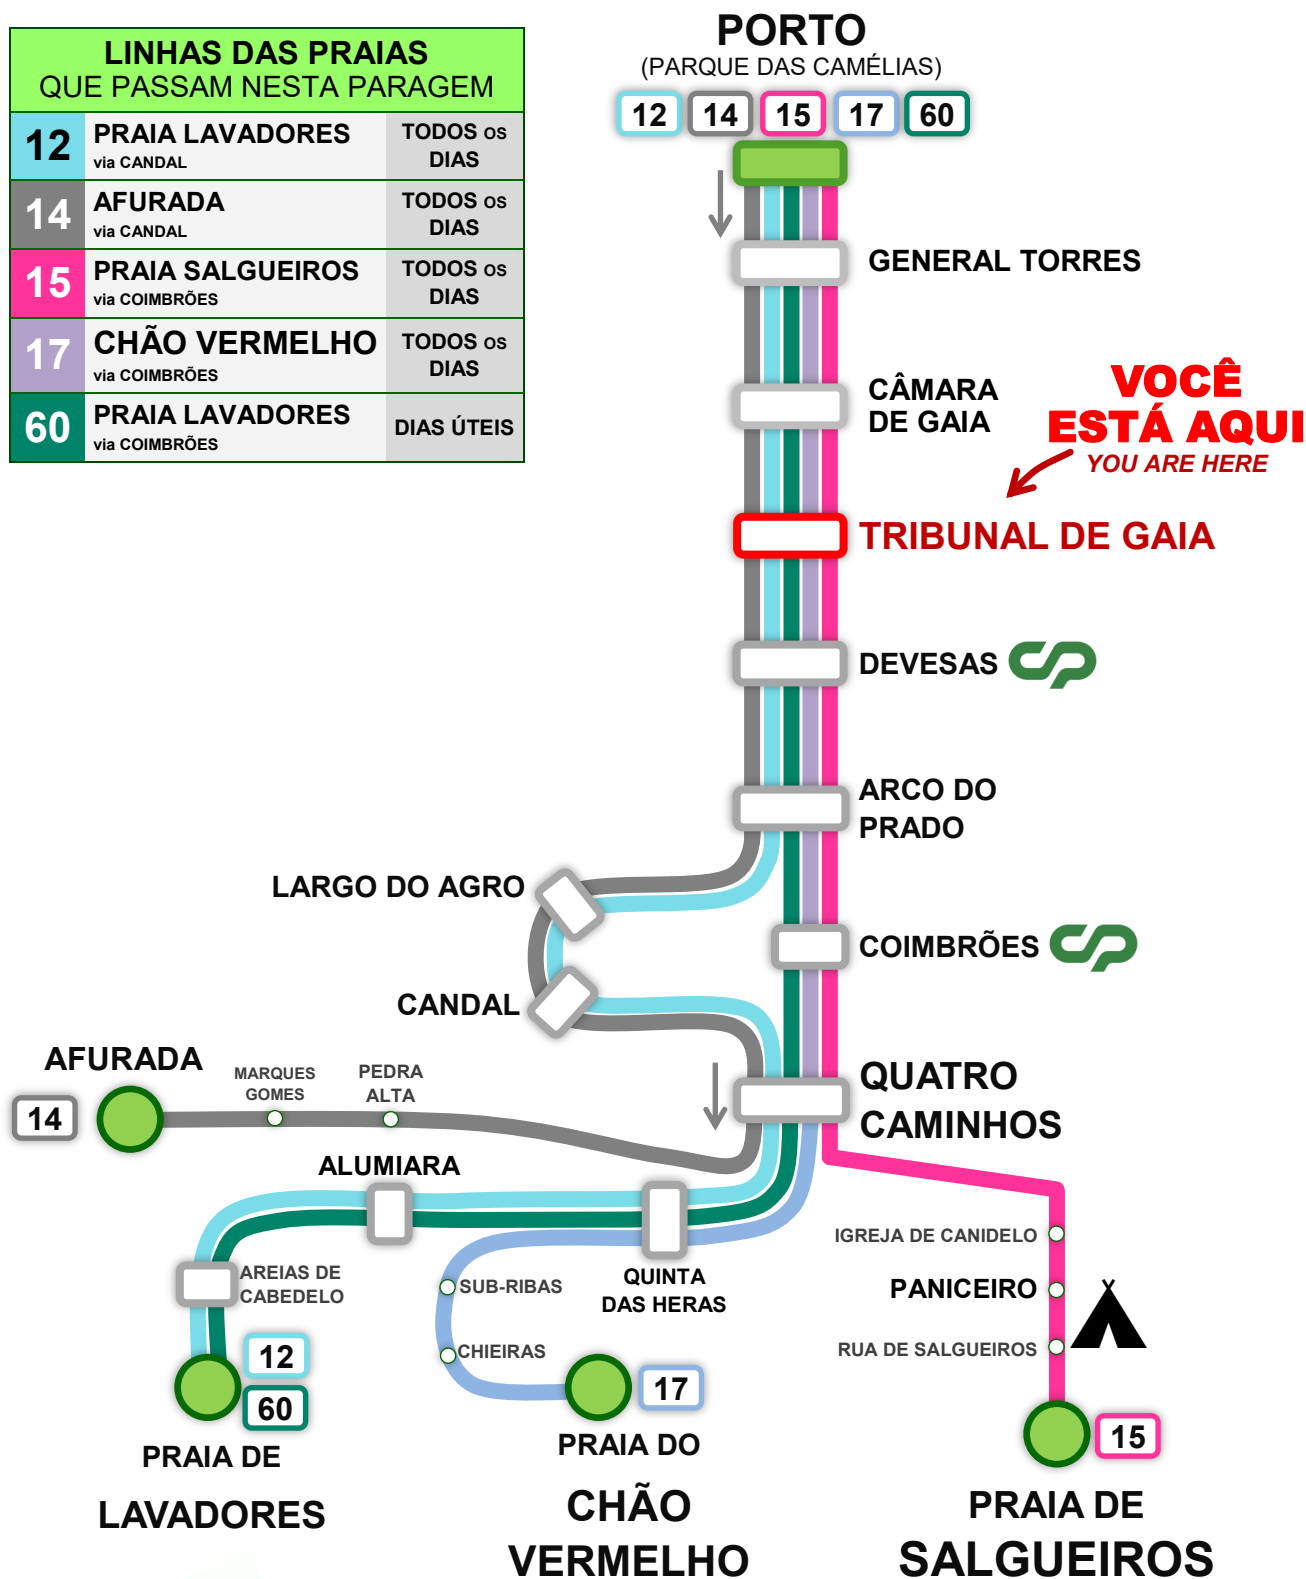 LINHAS DAS PRAIAS
QUE PASSAM NESTA PARAGEM
12 PRAIA LAVADORES
via CANDAL
TODOS OS
DIAS
14 AFURADA
via CANDAL
TODOS OS
DIAS
15 PRAIA SALGUEIROS
via COIMBRÕES
TODOS OS
DIAS
17 CHÃO VERMELHO
via COIMBRÕES
TODOS OS
DIAS
60 PRAIA LAVADORES
via COIMBRÕES
DIAS ÚTEIS
PORTO
(PARQUE DAS CAMÉLIAS)
12 14 15 17 60
GENERAL TORRES
CÂMARA
DE GAIA
VOCÊ
ESTÁ AQUI
YOU ARE HERE
TRIBUNAL DE GAIA
DEVESAS
ARCO DO
PRADO
LARGO DO AGRO
COIMBRÕES
CANDAL
AFURADA
14
MARQUES
GOMES
PEDRA
ALTA
QUATRO
CAMINHOS
ALUMIARA
QUINTA
DAS HERAS
AREIAS DE
CABEDELO
SUB-RIBAS
CHIEIRAS
IGREJA DE CANIDELO
PANICEIRO
RUA DE SALGUEIROS
12
60
PRAIA DE
LAVADORES
17
PRAIA DO
CHÃO
VERMELHO
15
PRAIA DE
SALGUEIROS